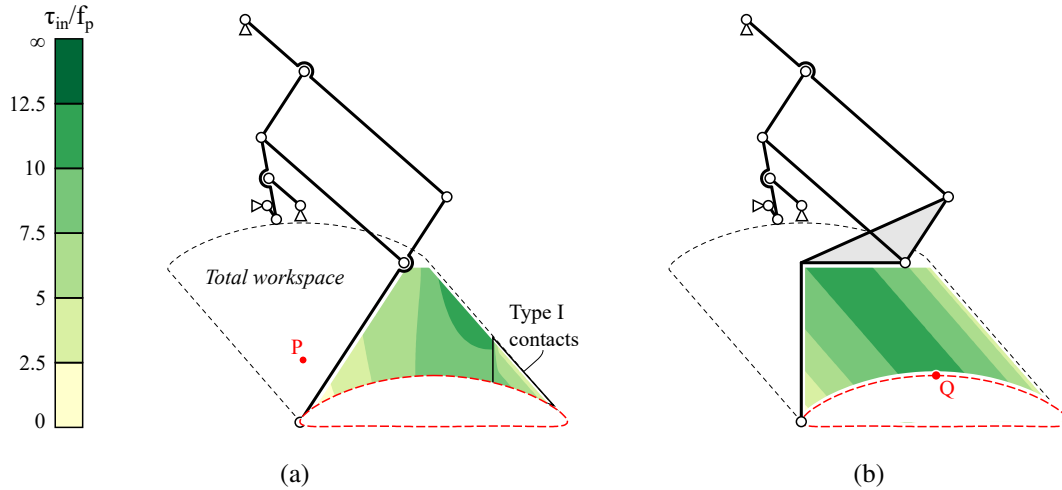 τin/fp
∞
12.5
10
7.5
5
2.5
0
Total workspace
P
Type I
contacts
(a)
Q
(b)